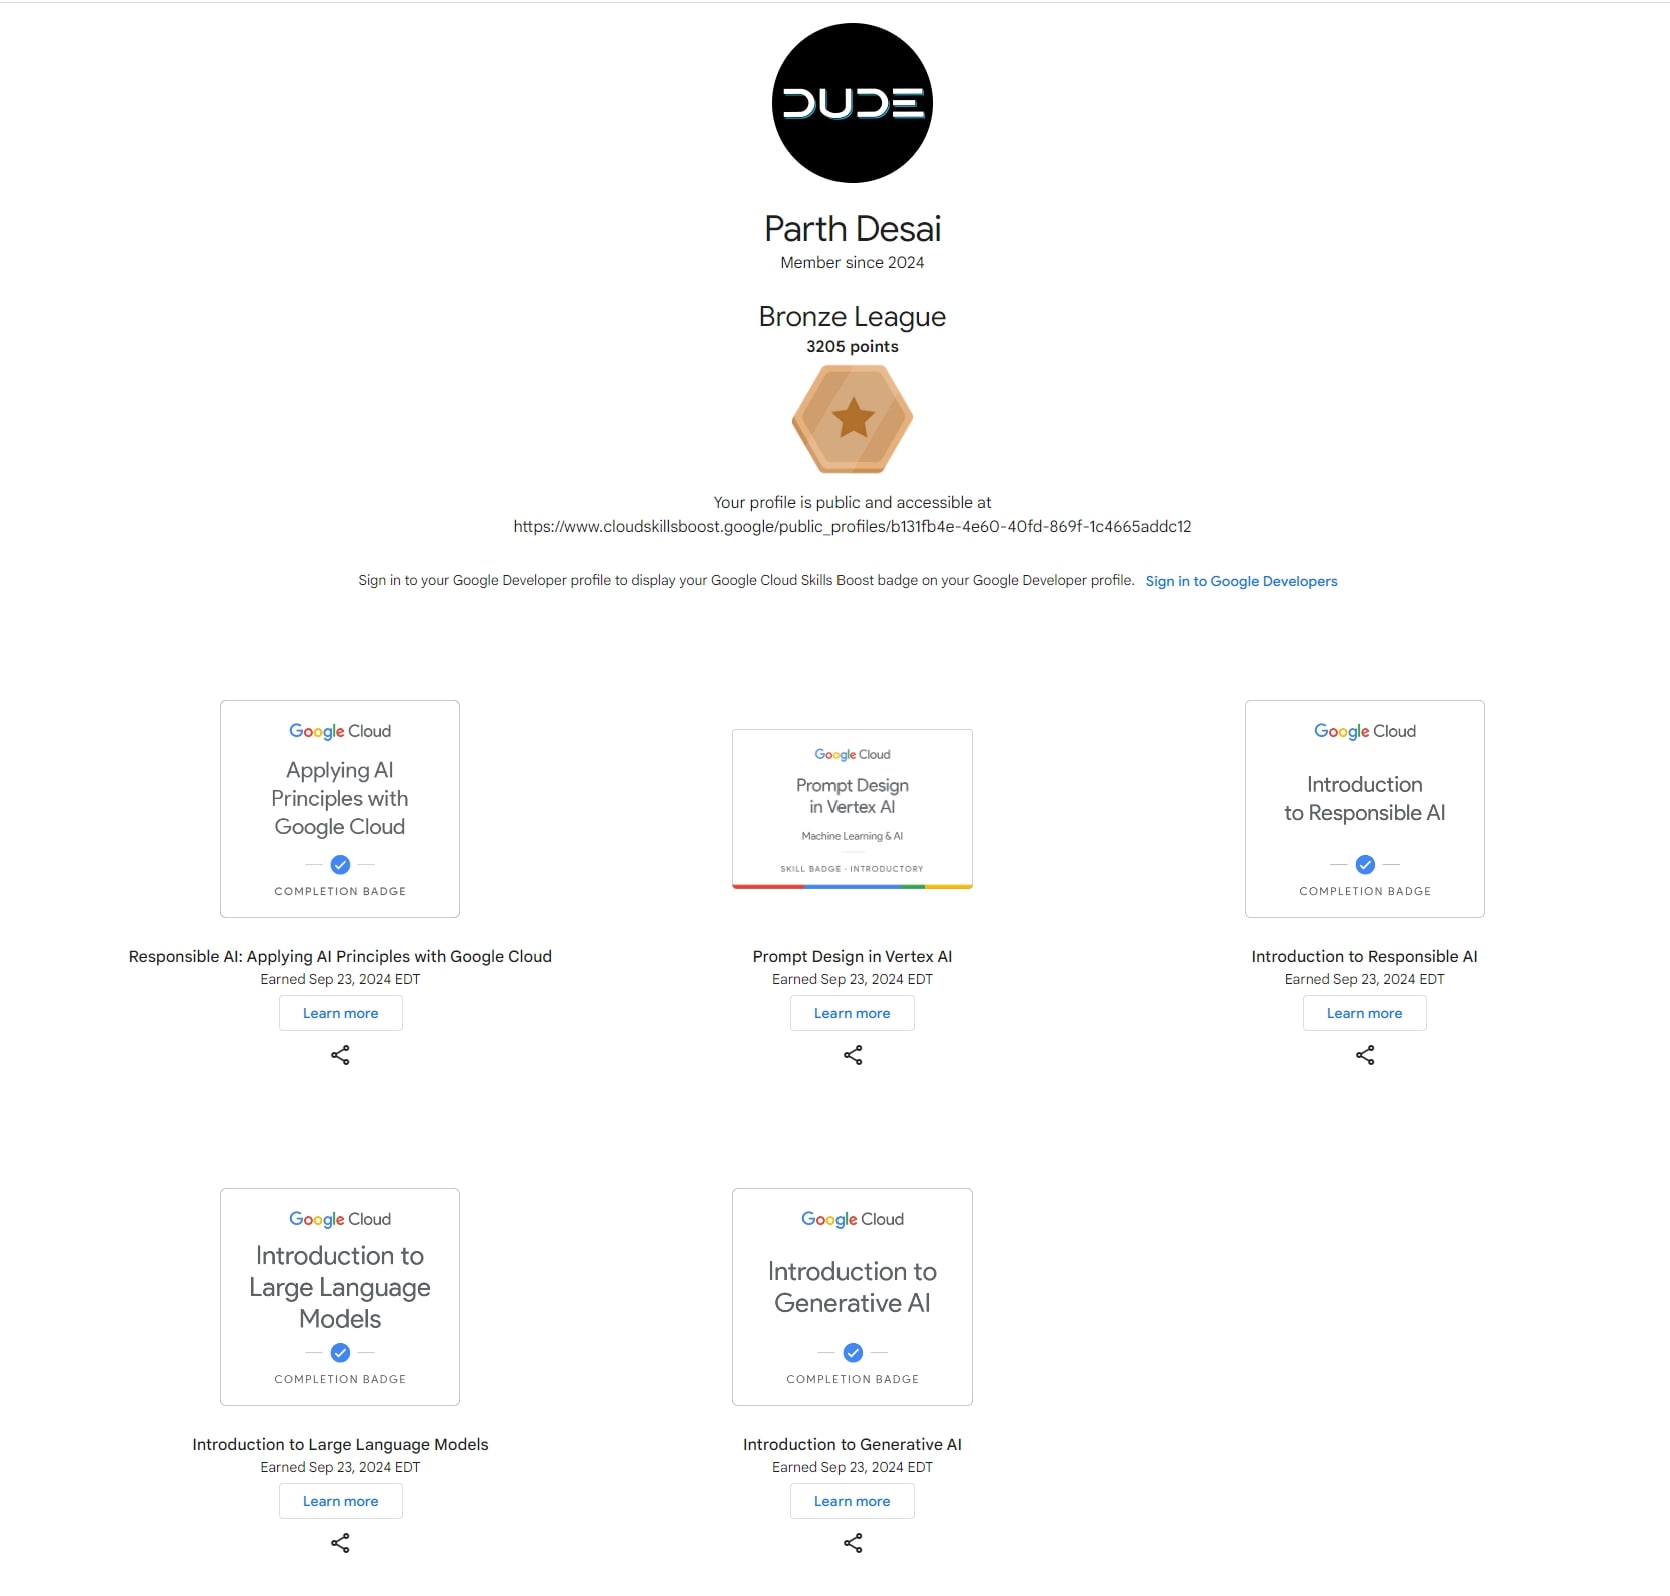 DUDE
Parth Desai
Member since 2024
Bronze League
3205 points
Your profile is public and accessible at
https://www.cloudskillsboost.google/public_profiles/b131fb4e-4e60-40fd-869f-1c4665addc12
Sign in to your Google Developer profile to display your Google Cloud Skills Boost badge on your Google Developer profile. Sign in to Google Developers
Google Cloud
Applying AI
Principles with
Google Cloud
COMPLETION BADGE
Responsible AI: Applying AI Principles with Google Cloud
Earned Sep 23, 2024 EDT
Learn more
Google Cloud
Prompt Design
in Vertex AI
Machine Learning & AI
SKILL BADGE · INTRODUCTORY
Prompt Design in Vertex AI
Earned Sep 23, 2024 EDT
Learn more
Google Cloud
Introduction
to Responsible AI
COMPLETION BADGE
Introduction to Responsible AI
Earned Sep 23, 2024 EDT
Learn more
Google Cloud
Introduction to
Large Language
Models
COMPLETION BADGE
Introduction to Large Language Models
Earned Sep 23, 2024 EDT
Learn more
Google Cloud
Introduction to
Generative AI
COMPLETION BADGE
Introduction to Generative AI
Earned Sep 23, 2024 EDT
Learn more